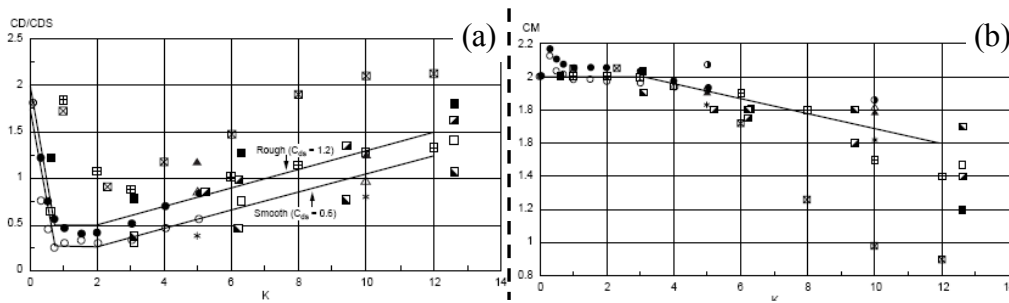 CD/CDS
(a)
2.5
2
1.5
1
0.5
0
0 2 4 6 8 10 12 14
K
Rough (Cds = 1.2)
Smooth (Cds = 0.6)
CM
(b)
2.2
2
1.8
1.6
1.4
1.2
1
0.8
0 2 4 6 8 10 12 14
K